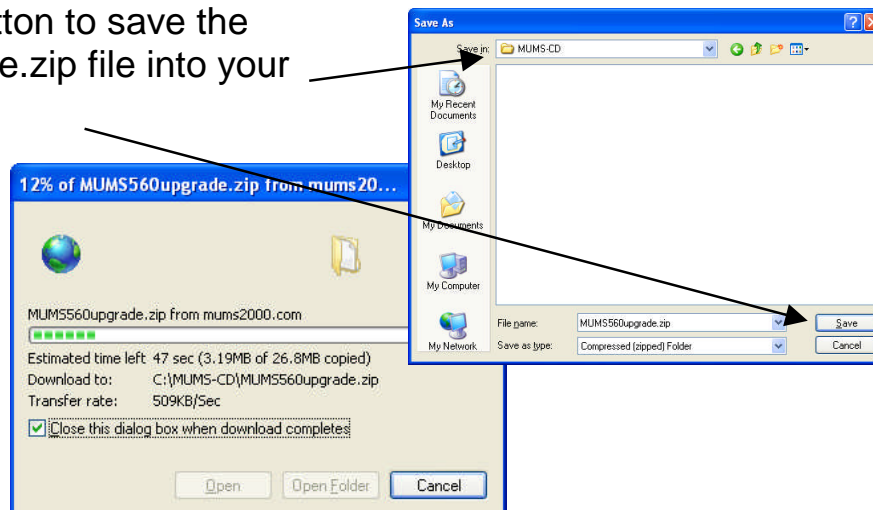 tton to save the
e.zip file into your
Save As
Save in:
MUMS-CD
My Recent
Documents
Desktop
My Documents
My Computer
My Network
File name:
MUMS560upgrade.zip
Save
Save as type:
Compressed (zipped) Folder
Cancel
12% of MUMS560upgrade.zip from mums20...
MUMS560upgrade.zip from mums2000.com
Estimated time left 47 sec (3.19MB of 26.8MB copied)
Download to: C:\MUMS-CD\MUMS560upgrade.zip
Transfer rate: 509KB/Sec
Close this dialog box when download completes
Open
Open Folder
Cancel